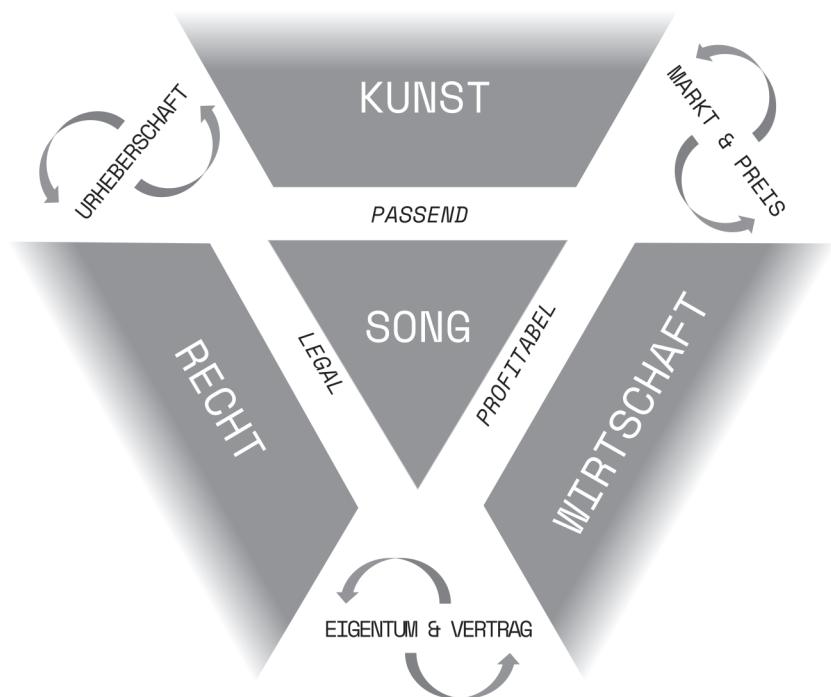 KUNST
URHEBERSCHAFT
MARKT & PREIS
PASSEND
SONG
LEGAL
PROFITABEL
RECHT
WIRTSCHAFT
EIGENTUM & VERTRAG